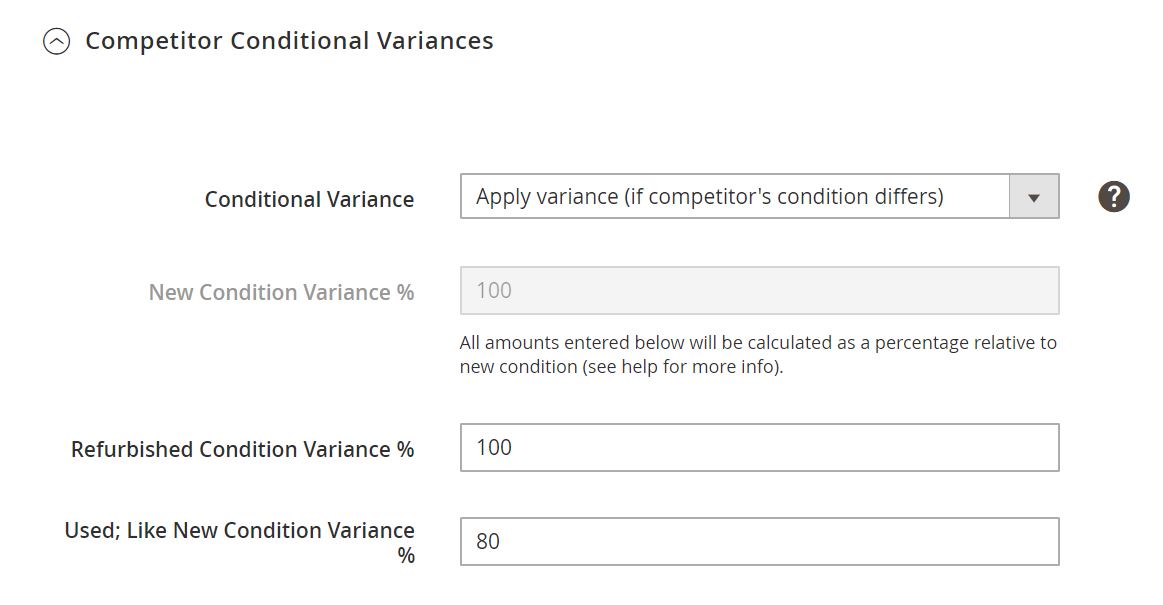 Competitor Conditional Variances
Conditional Variance
Apply variance (if competitor's condition differs)
?
New Condition Variance %
100
All amounts entered below will be calculated as a percentage relative to
new condition (see help for more info).
Refurbished Condition Variance %
100
Used; Like New Condition Variance
%
80